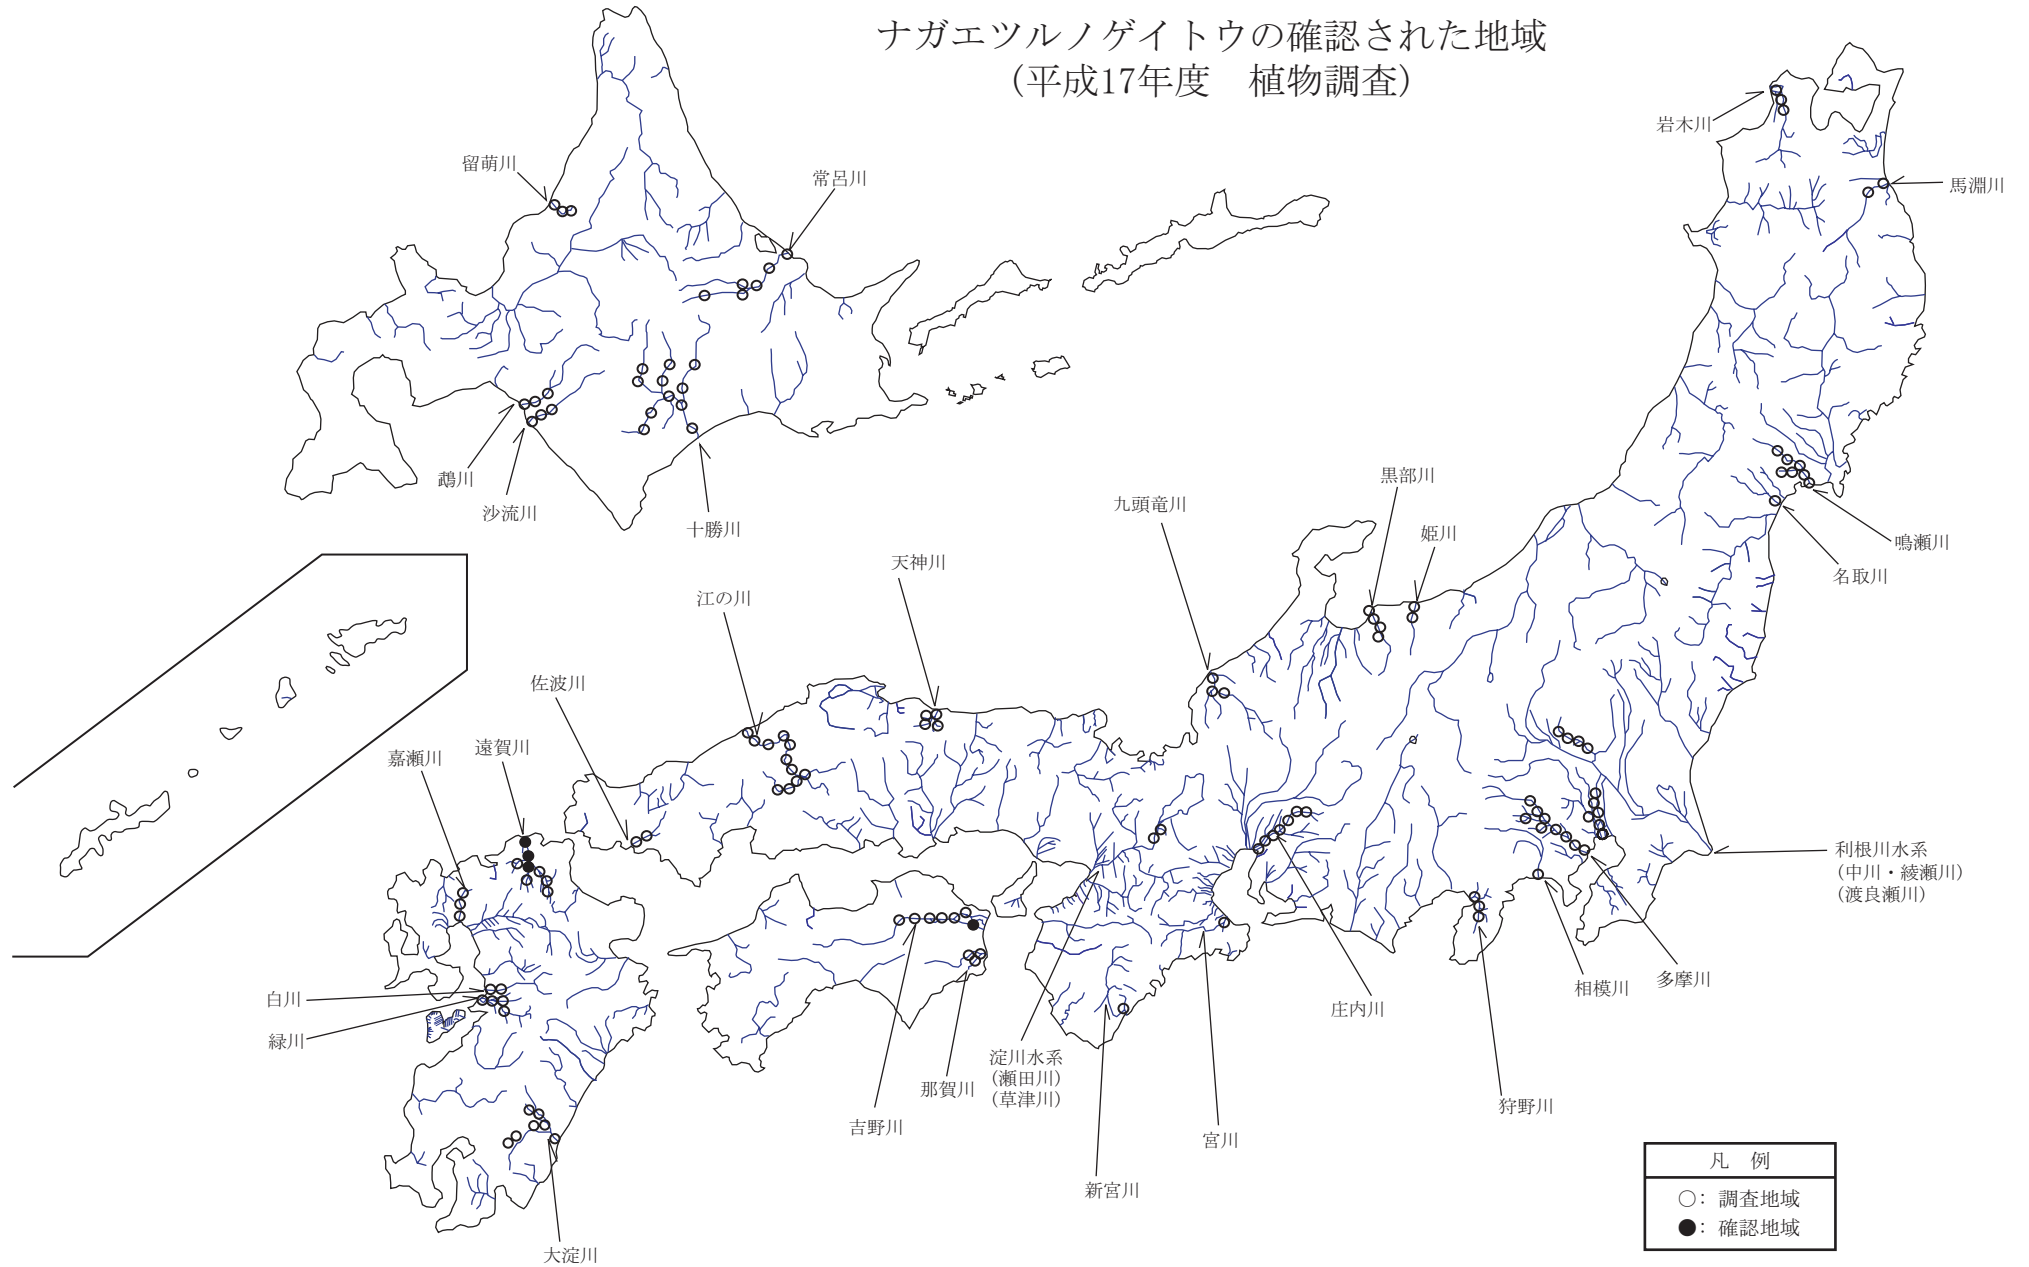 ナガエツルノゲイトウの確認された地域
（平成17年度　植物調査）
岩木川
馬淵川
留萌川
常呂川
鵡川
沙流川
十勝川
黒部川
九頭竜川
姫川
鳴瀬川
名取川
天神川
江の川
佐波川
遠賀川
嘉瀬川
利根川水系
（中川・綾瀬川）
（渡良瀬川）
多摩川
相模川
白川
庄内川
緑川
淀川水系
（瀬田川）
（草津川）
那賀川
狩野川
吉野川
宮川
新宮川
大淀川
凡　例
○：調査地域
●：確認地域